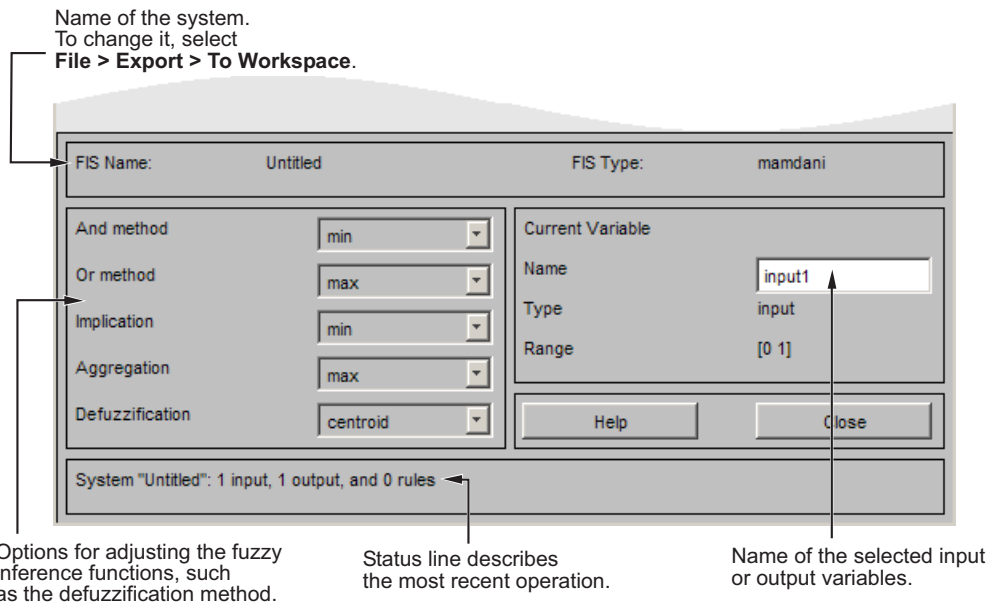 Name of the system.
To change it, select
File > Export > To Workspace.
FIS Name: Untitled FIS Type: mamdani
And method min
Or method max
Implication min
Aggregation max
Defuzzification centroid
Current Variable
Name input1
Type input
Range [0 1]
Help Close
System "Untitled": 1 input, 1 output, and 0 rules
Options for adjusting the fuzzy
inference functions, such
as the defuzzification method.
Status line describes
the most recent operation.
Name of the selected input
or output variables.